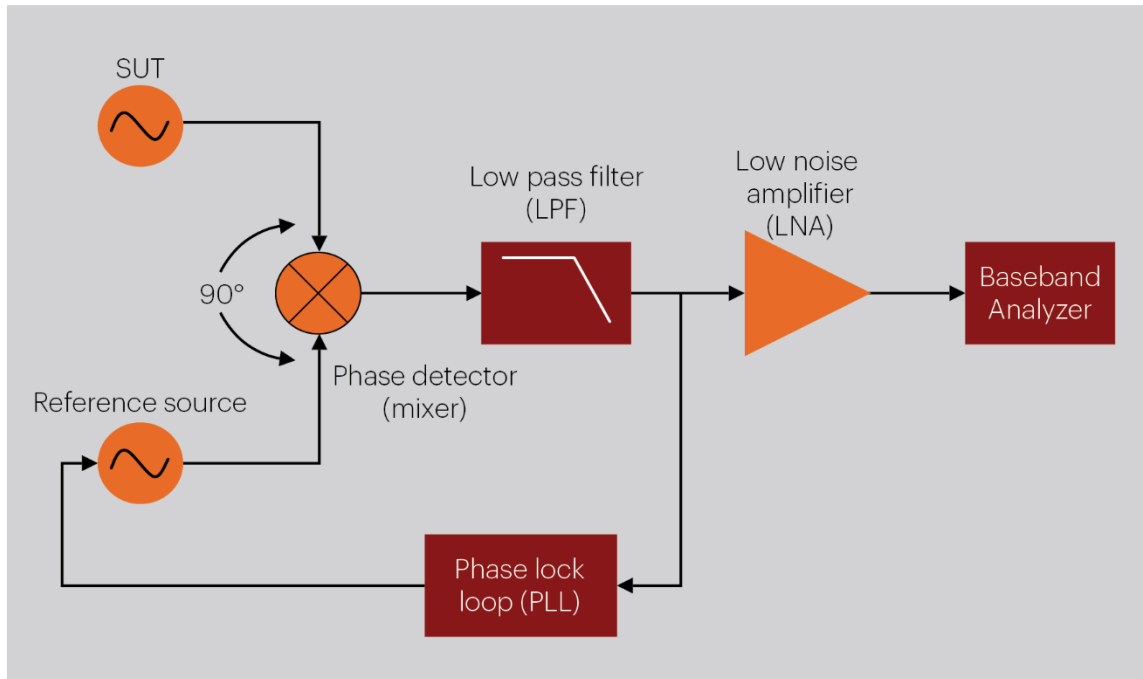 SUT
Low pass filter
(LPF)
Low noise
amplifier
(LNA)
90°
Baseband
Analyzer
Phase detector
(mixer)
Reference source
Phase lock
loop (PLL)